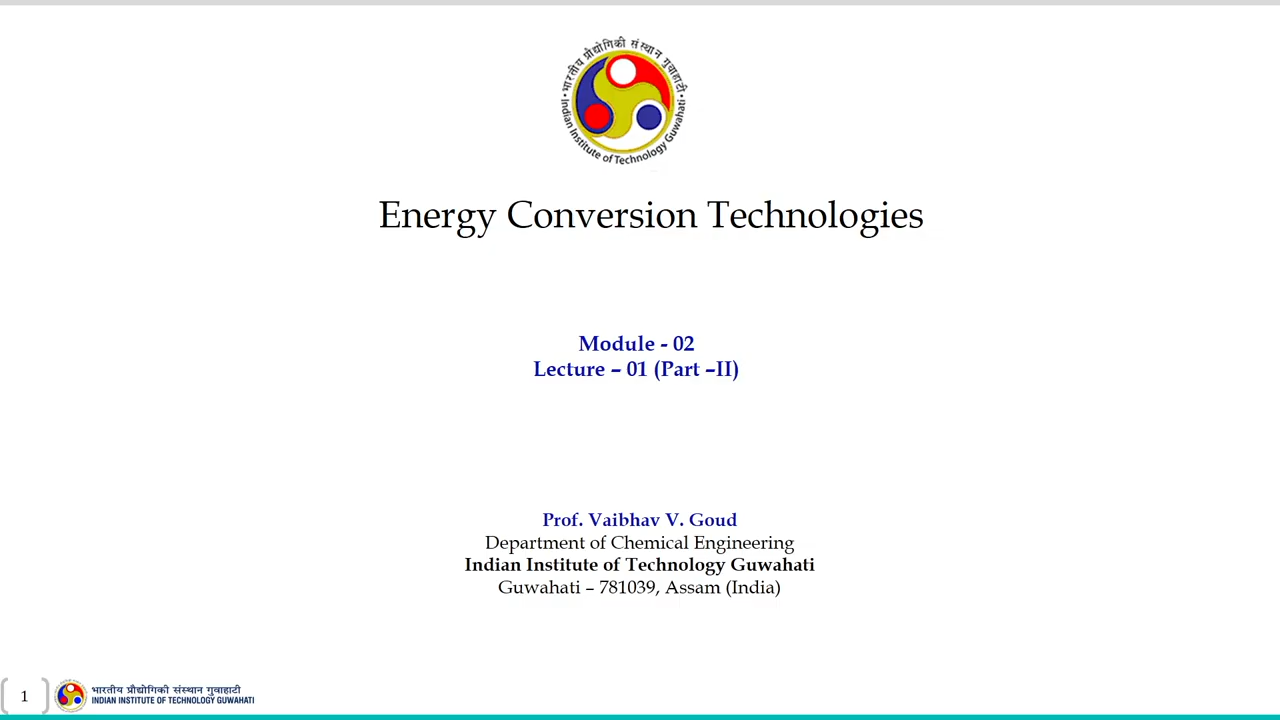 भारतीय प्रौद्योगिकी संस्थान गुवाहाटी
Indian Institute of Technology Guwahati
Energy Conversion Technologies
Module - 02
Lecture – 01 (Part –II)
Prof. Vaibhav V. Goud
Department of Chemical Engineering
Indian Institute of Technology Guwahati
Guwahati – 781039, Assam (India)
1
भारतीय प्रौद्योगिकी संस्थान गुवाहाटी
INDIAN INSTITUTE OF TECHNOLOGY GUWAHATI